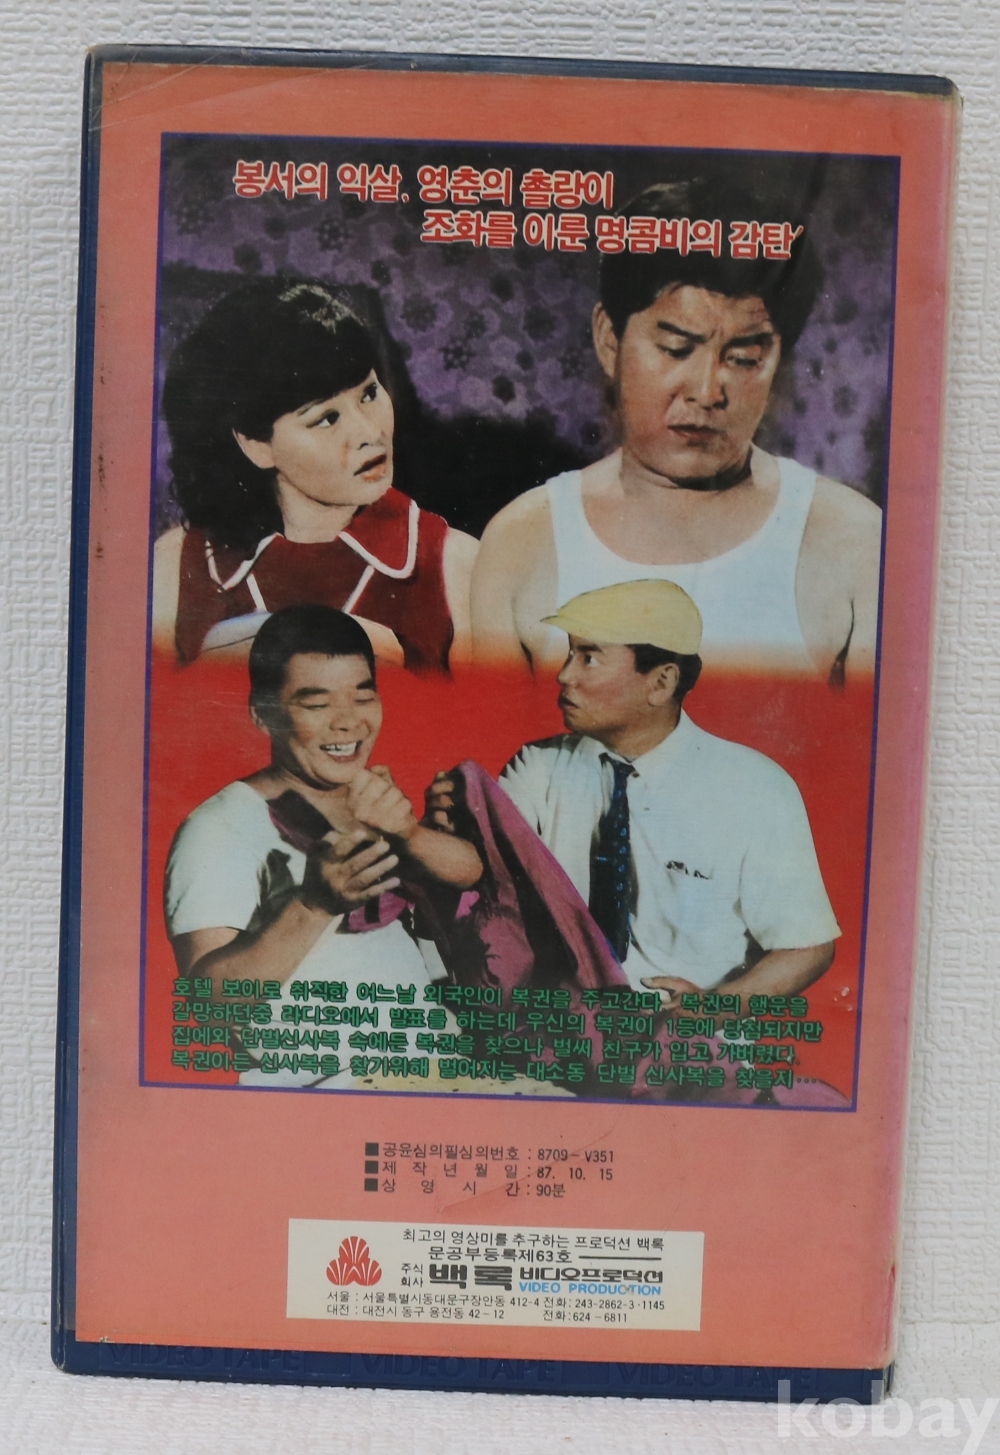 봉서의 익살, 영춘의 촐랑이
조화를 이룬 명콤비의 감탄
호텔 보이로 취직한 어느날 외국인이 복권을 주고간다. 복권의 행운을
갈망하던중 라디오에서 발표를 하는데 우신의 복권이 1등에 당첨되지만
집에와 단벌신사복 속에든 복권을 찾으나 벌써 친구가 입고 가버렸다
복권이든 신사복을 찾기위해 벌어지는 대소동 단벌 신사복을 찾을지…
■공윤심의필심의번호 : 8709-V351
■제 작 년 월 일 : 87. 10. 15
■상 영 시 간 : 90분
최고의 영상미를 추구하는 프로덕션 백록
문공부등록제63호
주식회사 백록 비디오프로덕션
VIDEO PRODUCTION
서울 : 서울특별시동대문구장안동 412-4 전화 : 243-2862-3·1145
대전 : 대전시 동구 용전동 42-12 전화 : 624-6811
VIDEO TAPE VIDEO TAPE VIDEO TAPE
kobay